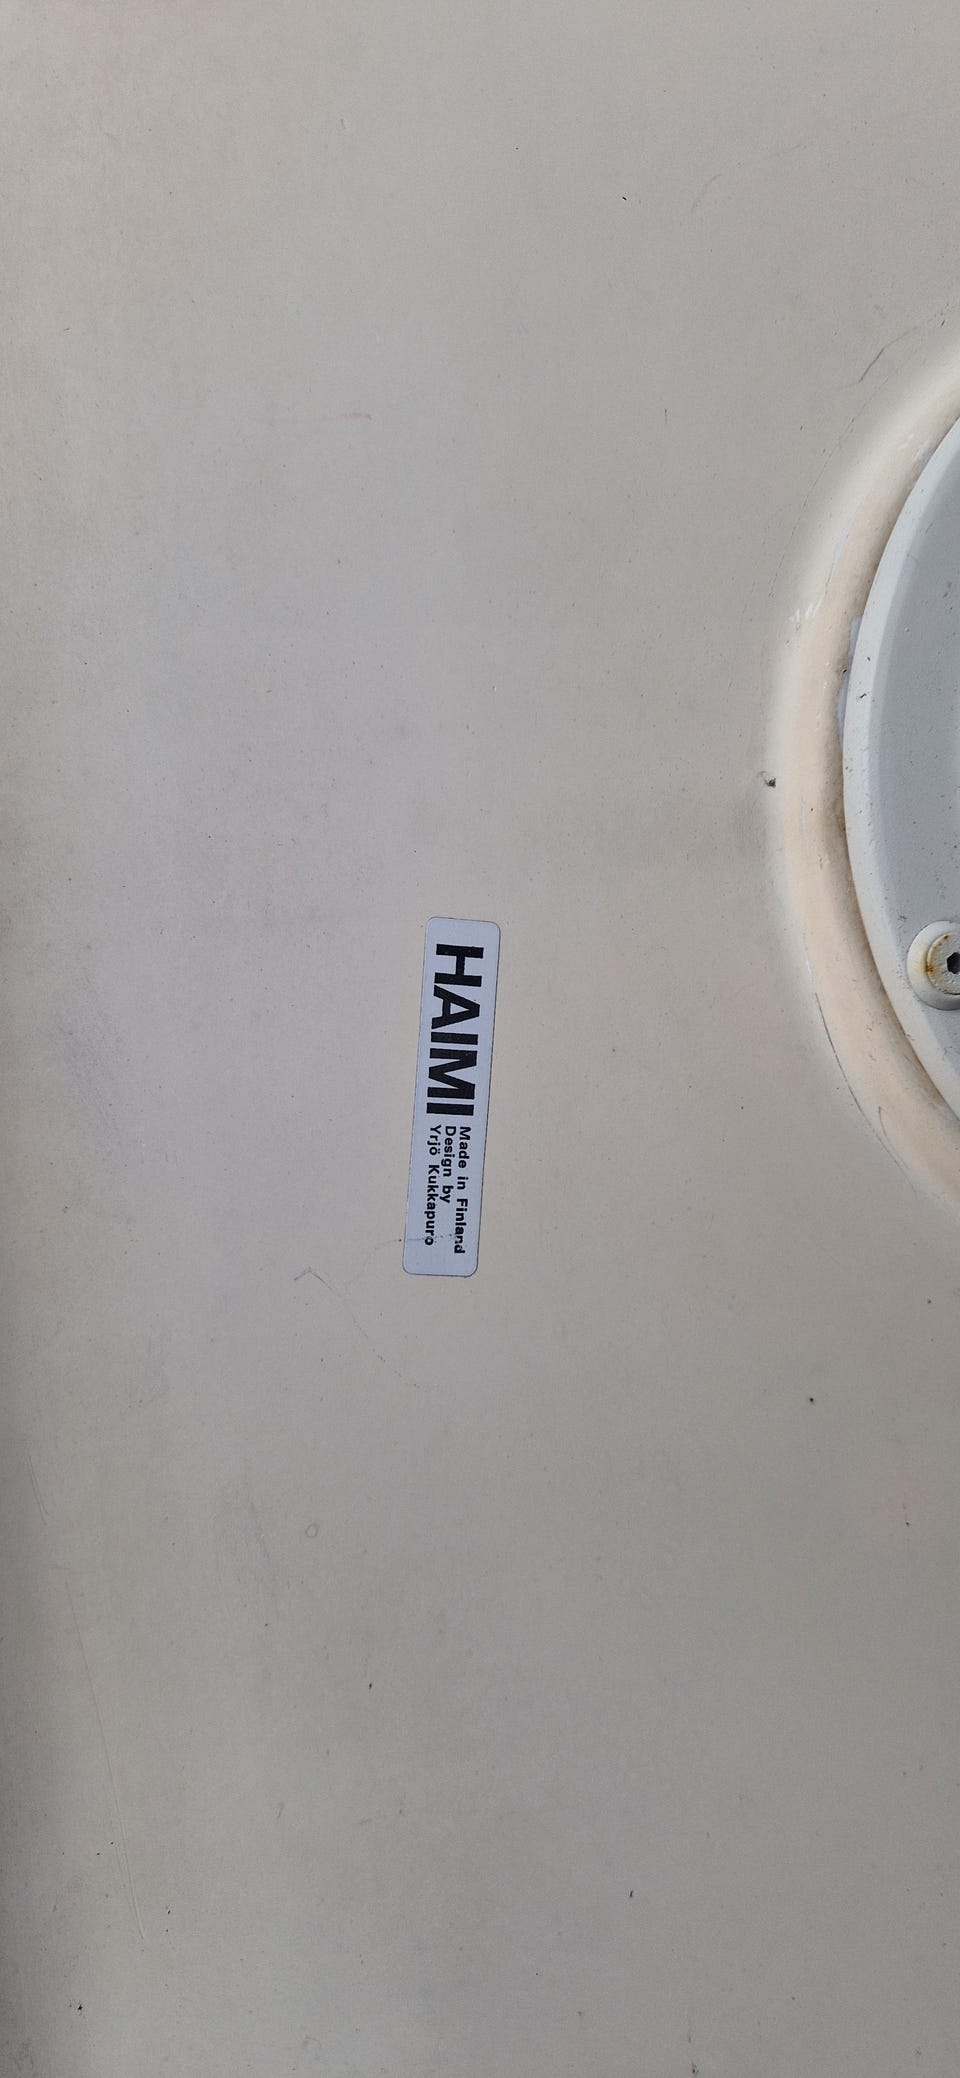 HAIMI
Made in Finland
Design by
Yrjö Kukkapuro